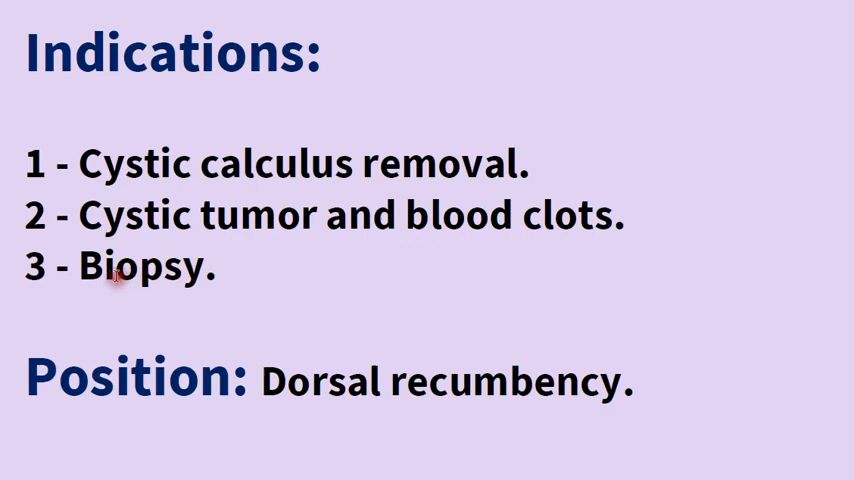 Indications:
1 - Cystic calculus removal.
2 - Cystic tumor and blood clots.
3 - Biopsy.
Position: Dorsal recumbency.